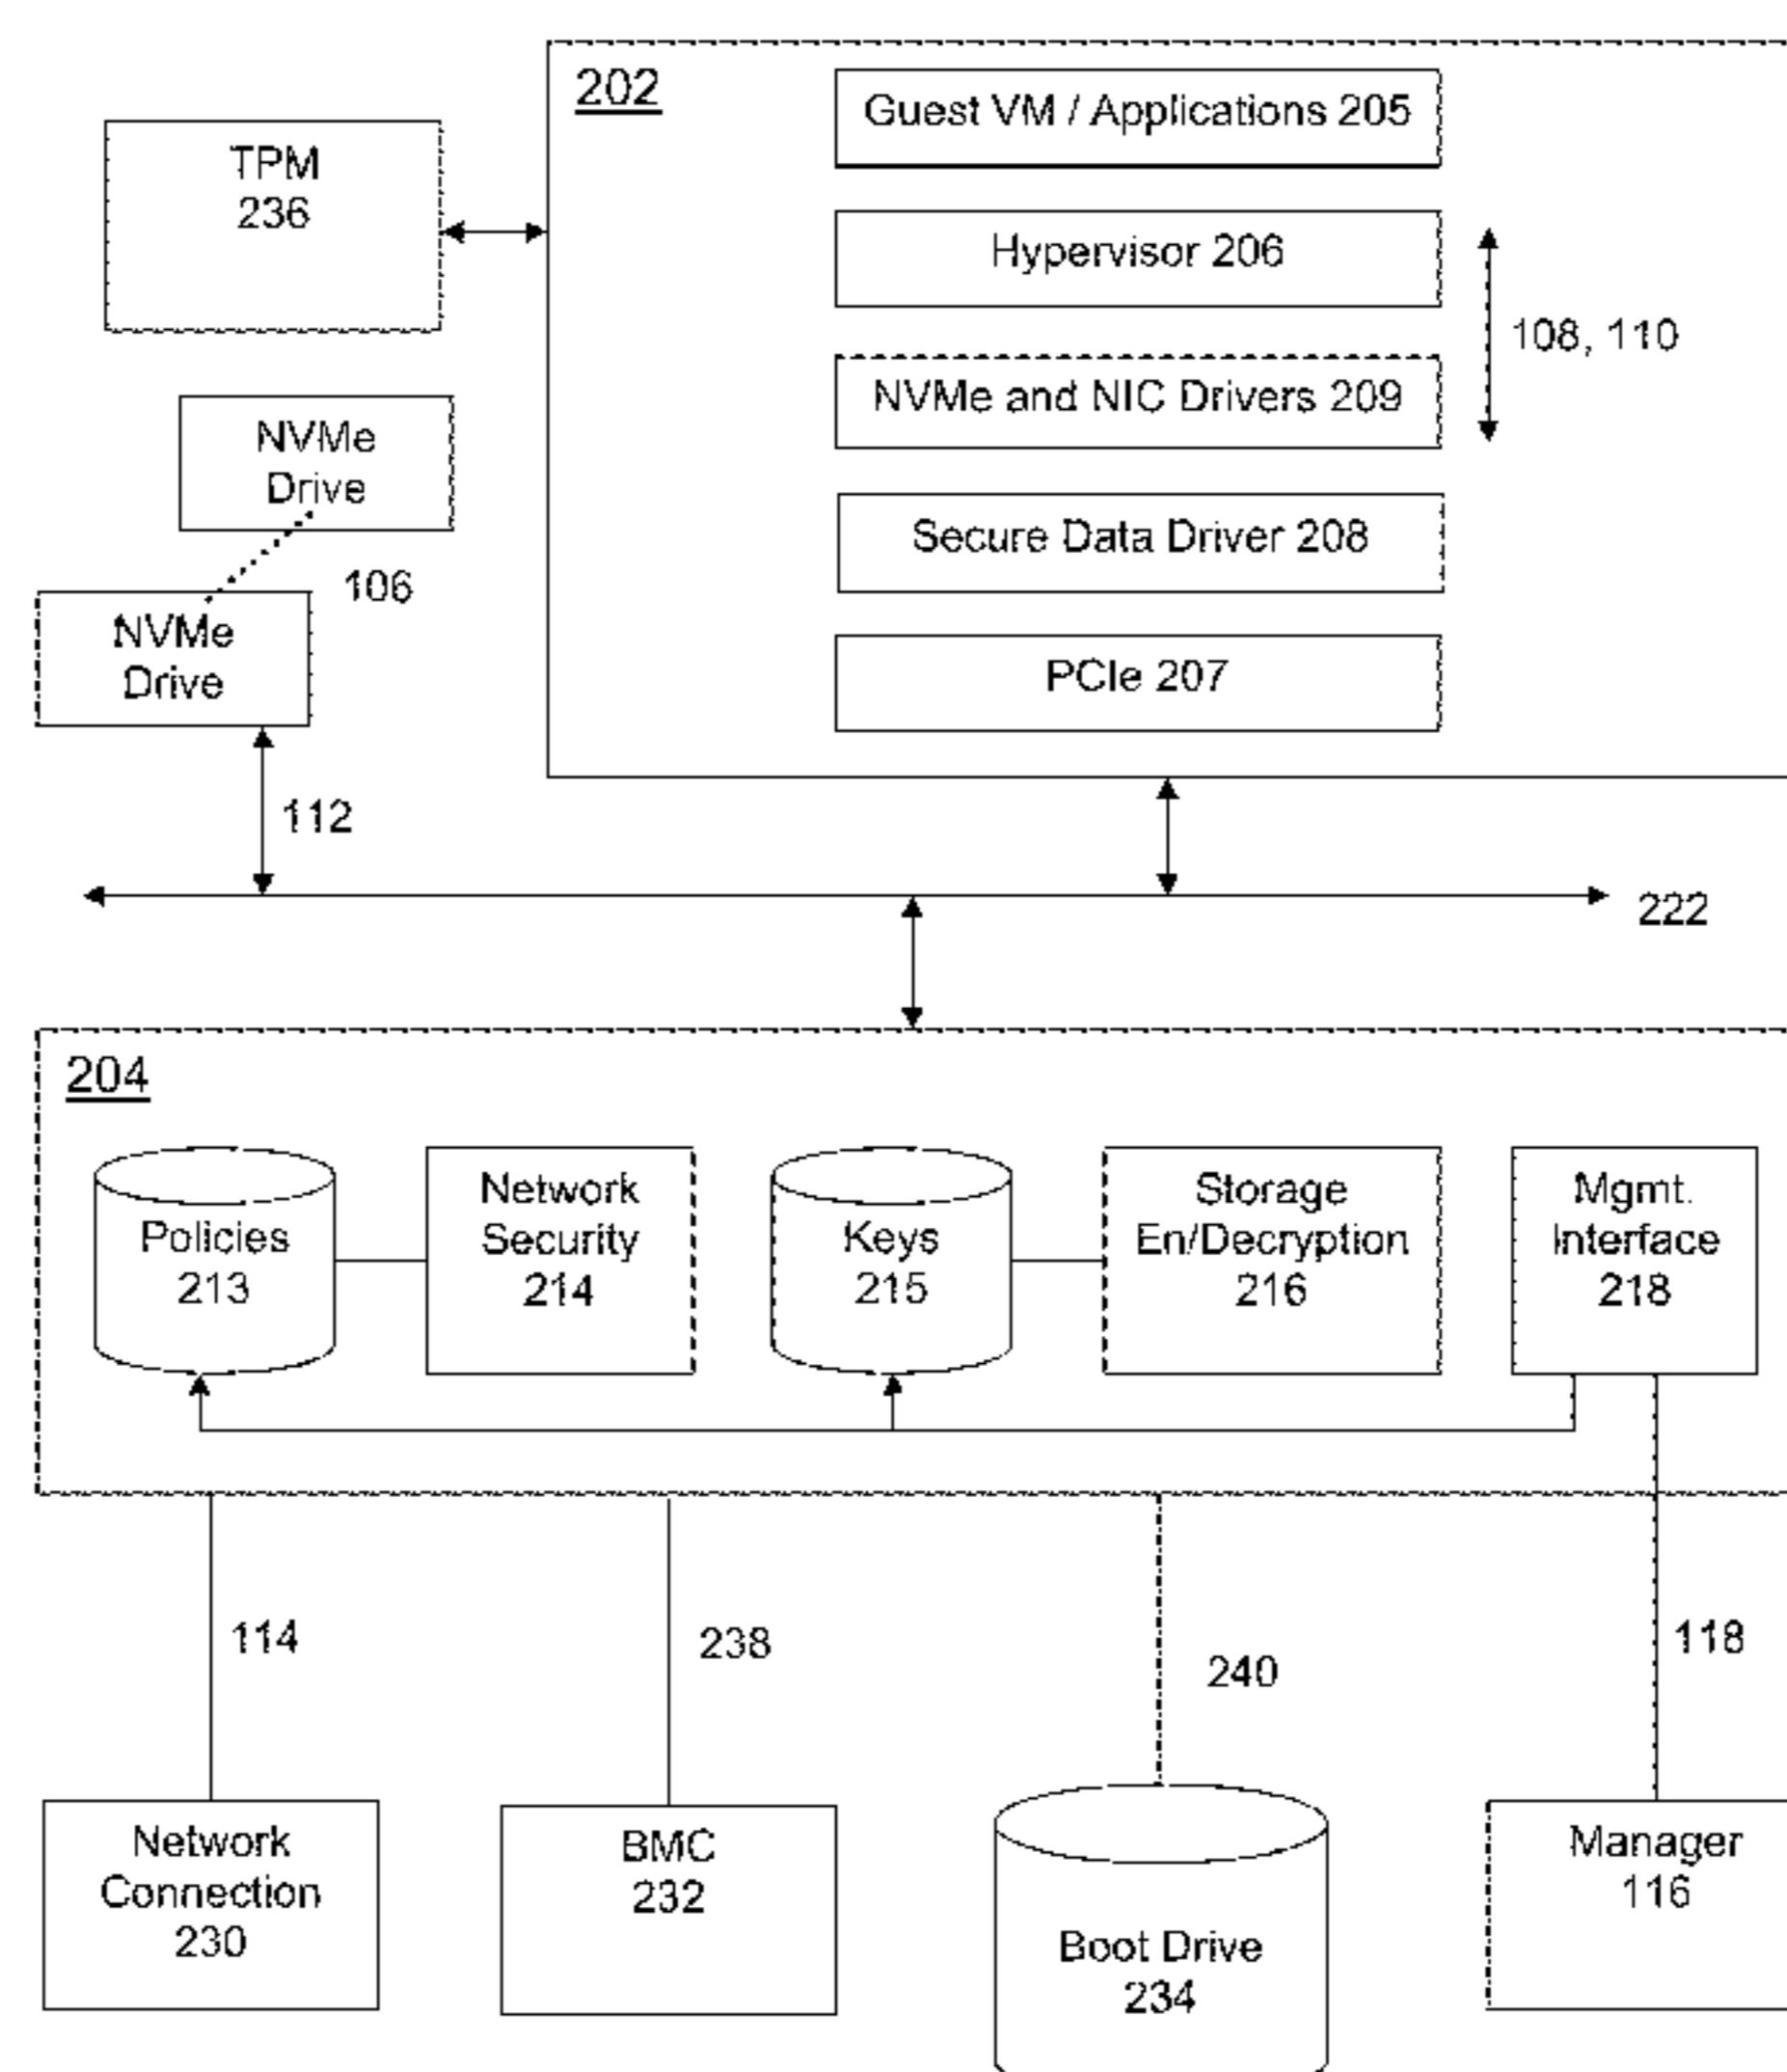 202
Guest VM / Applications 205
TPM
236
Hypervisor 206
108, 110
NVMe and NIC Drivers 209
NVMe
Drive
Secure Data Driver 208
106
NVMe
Drive
PCIe 207
112
222
204
Policies
213
Network
Security
214
Keys
215
Storage
En/Decryption
216
Mgmt.
Interface
218
114
238
240
118
Network
Connection
230
BMC
232
Boot Drive
234
Manager
116